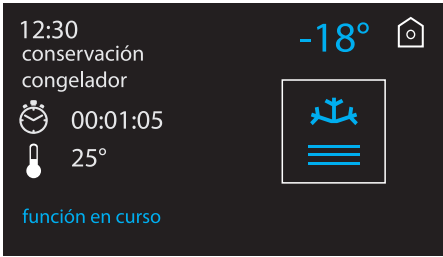 12:30
-18°
conservación
congelador
00:01:05
25°
función en curso